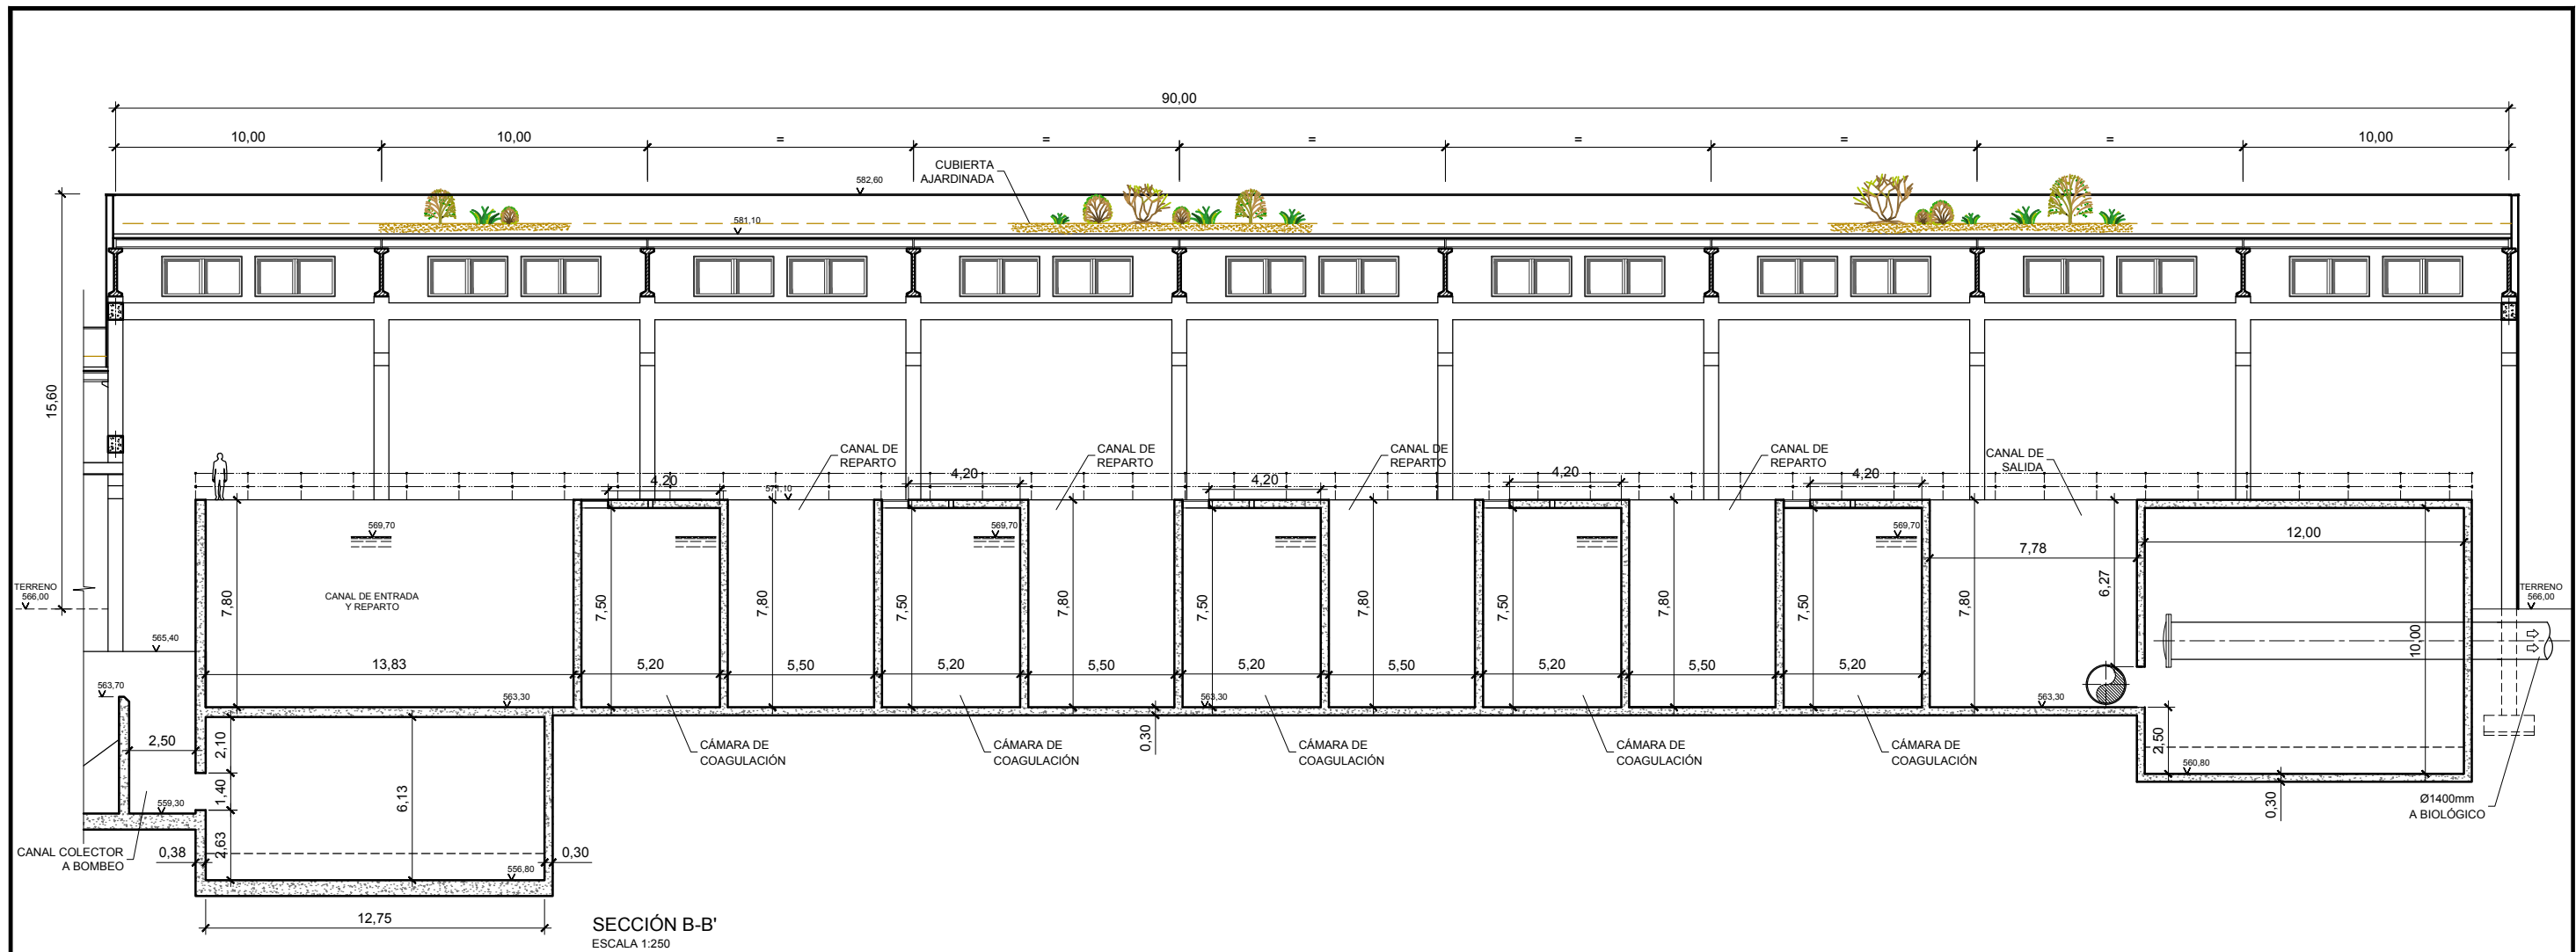 90,00
10,00 10,00 = = = = = = 10,00
CUBIERTA
AJARDINADA
582,60
581,10
15,60
CANAL DE
REPARTO
CANAL DE
REPARTO
CANAL DE
REPARTO
CANAL DE
REPARTO
CANAL DE
SALIDA
4,20 4,20 4,20 4,20 4,20
571,10
569,70 569,70 569,70
12,00
7,78
6,27
TERRENO
566,00
CANAL DE ENTRADA
Y REPARTO
TERRENO
566,00
7,80 7,50 7,80 7,50 7,80 7,50 7,80 7,50 7,80 7,50 7,80
10,00
565,40
13,83 5,20 5,50 5,20 5,50 5,20 5,50 5,20 5,50 5,20
563,70
563,30 563,30 563,30
2,50
2,10
0,30
2,50
CÁMARA DE
COAGULACIÓN
CÁMARA DE
COAGULACIÓN
CÁMARA DE
COAGULACIÓN
CÁMARA DE
COAGULACIÓN
CÁMARA DE
COAGULACIÓN
560,80
1,40
6,13
559,30
0,30
Ø1400mm
A BIOLÓGICO
CANAL COLECTOR
A BOMBEO
0,38
2,63
0,30
556,80
12,75
SECCIÓN B-B'
ESCALA 1:250